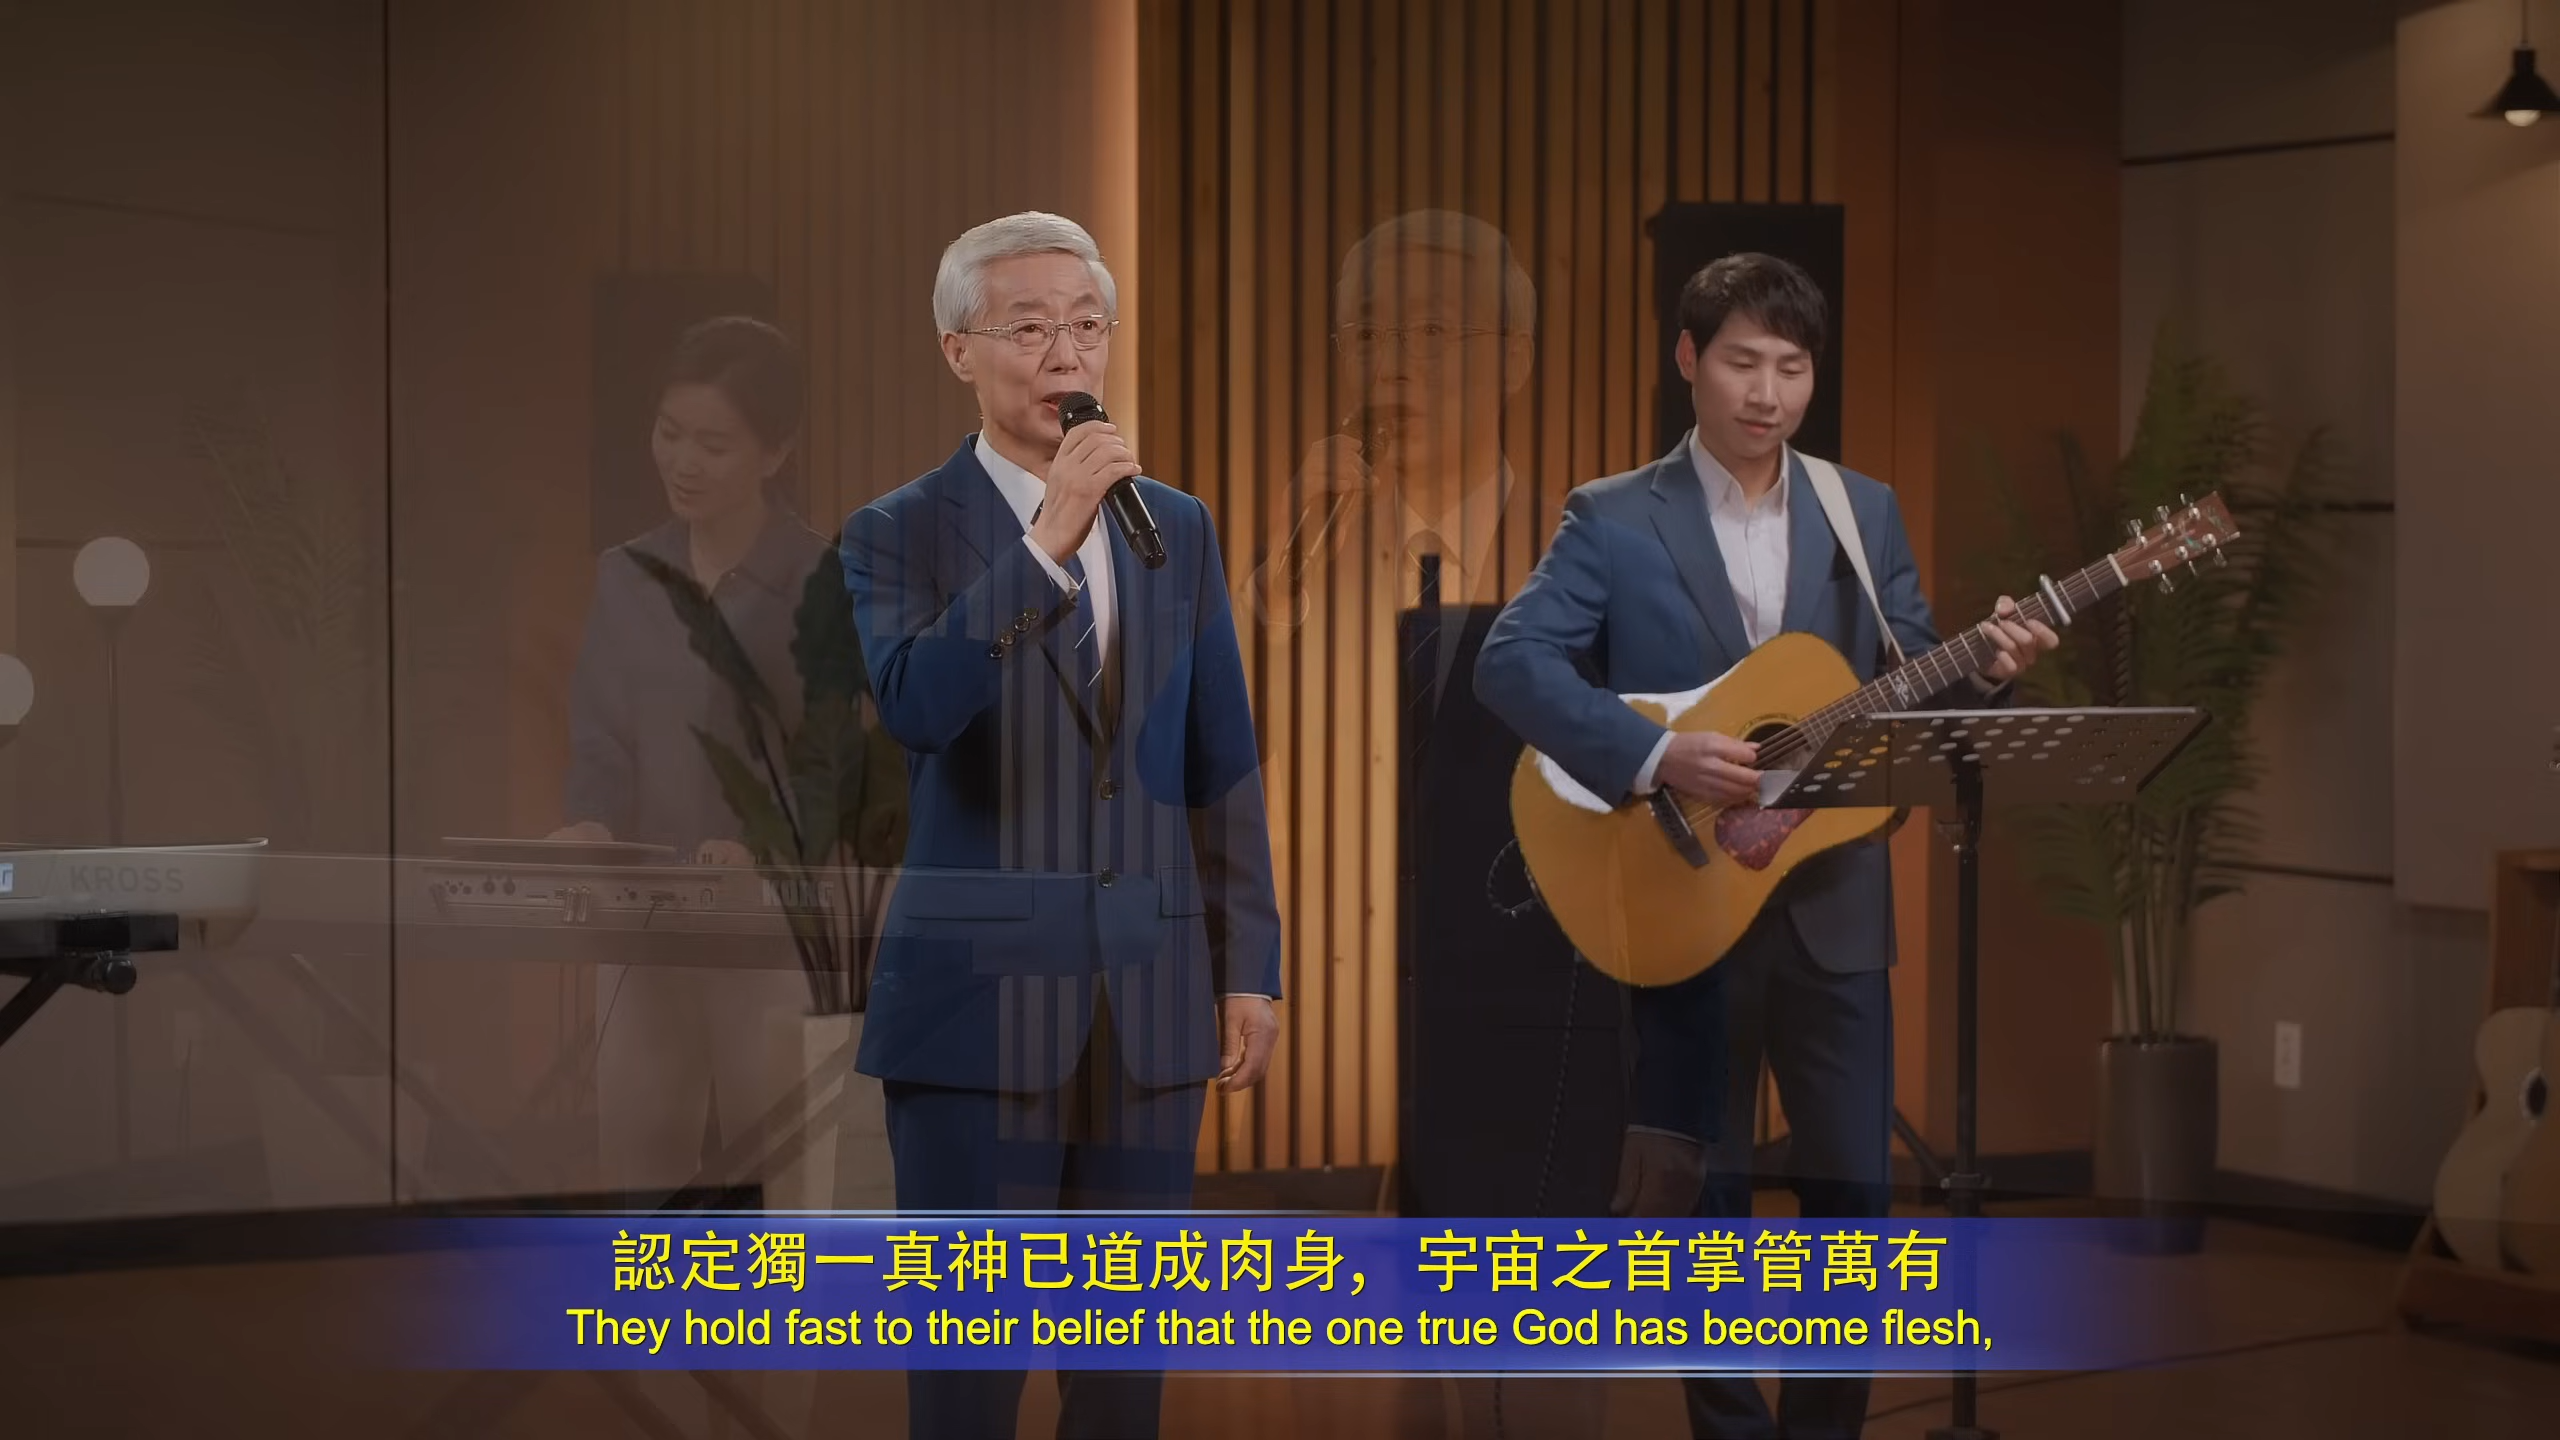 KROSS
KORG
認定獨一真神已道成肉身，宇宙之首掌管萬有
They hold fast to their belief that the one true God has become flesh,